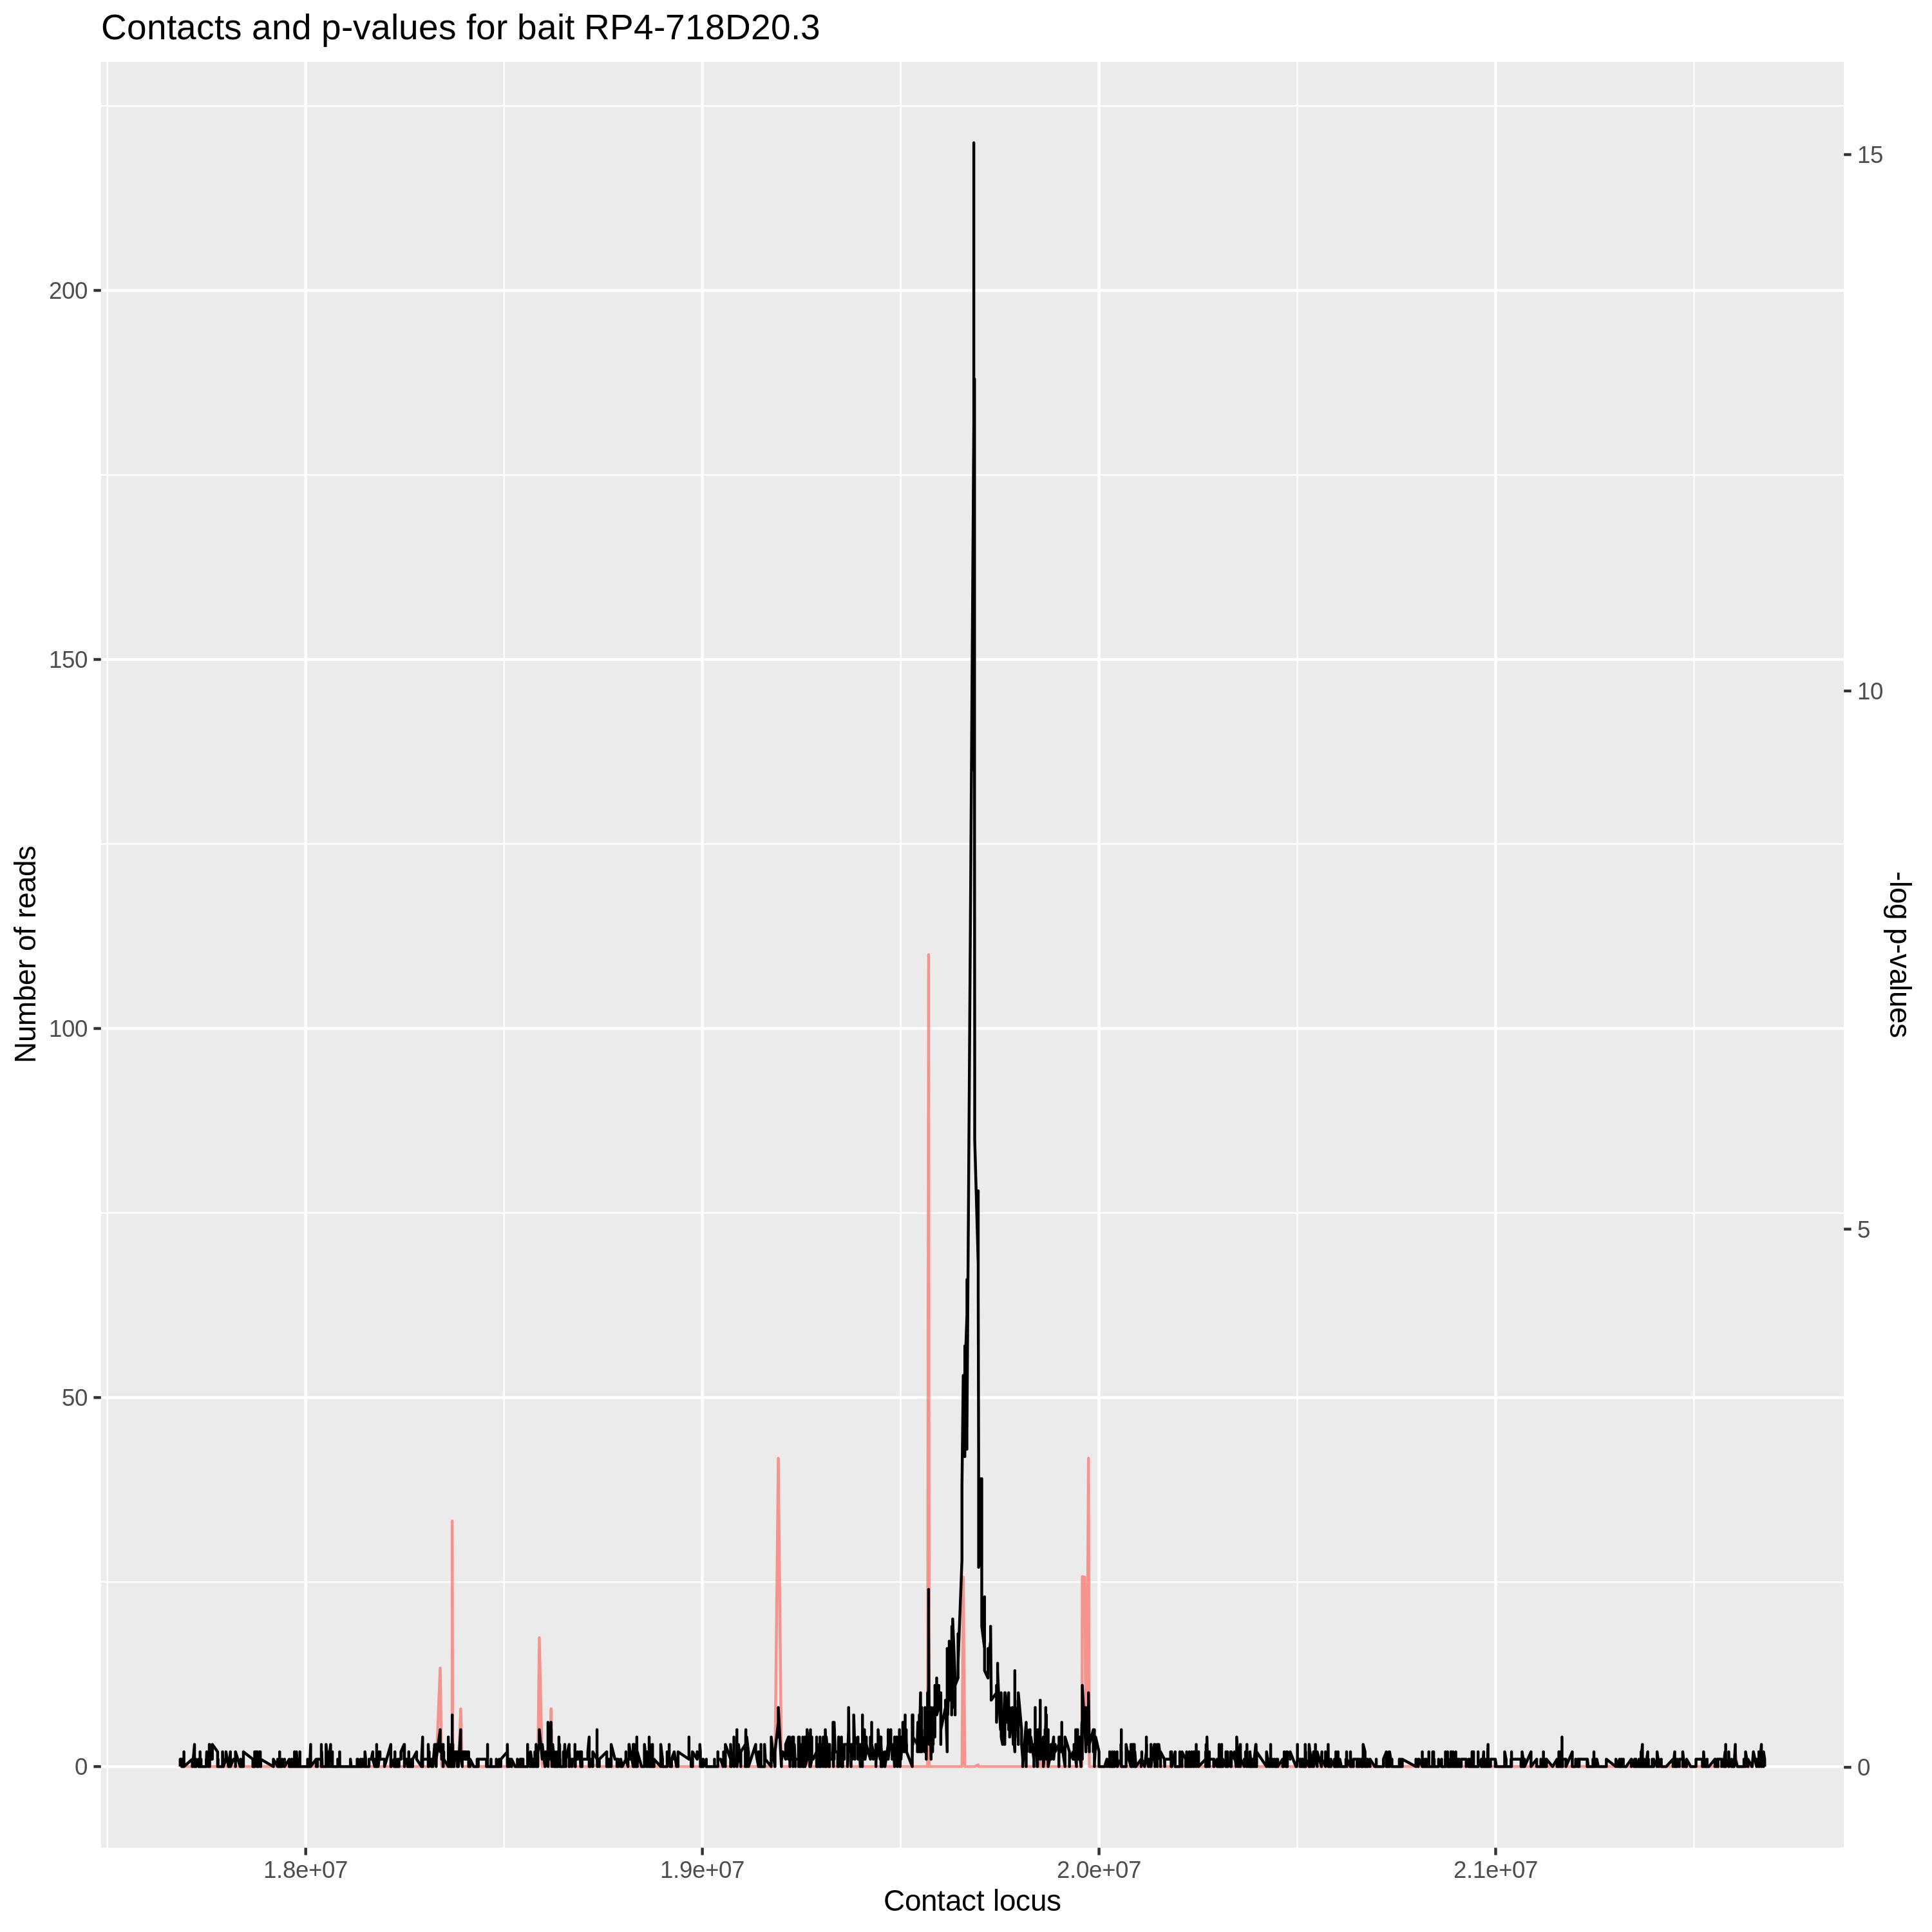 Contacts and p-values for bait RP4-718D20.3
Number of reads
200
150
100
50
0
15
10
5
0
-log p-values
1.8e+07
1.9e+07
2.0e+07
2.1e+07
Contact locus